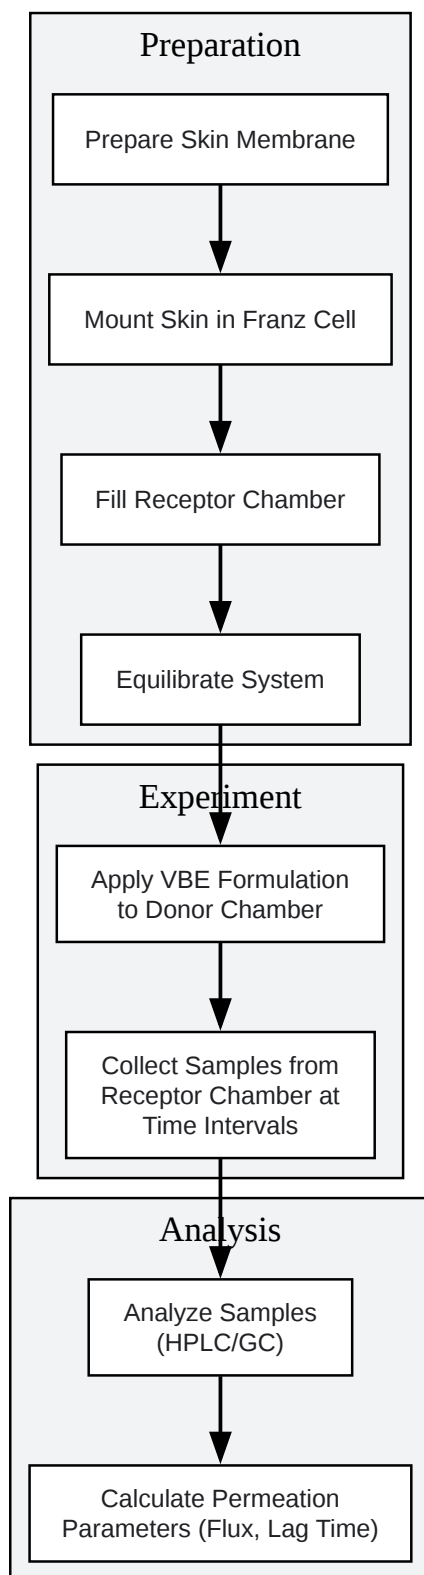 Preparation
Prepare Skin Membrane
Mount Skin in Franz Cell
Fill Receptor Chamber
Equilibrate System
Experiment
Apply VBE Formulation
to Donor Chamber
Collect Samples from
Receptor Chamber at
Time Intervals
Analysis
Analyze Samples
(HPLC/GC)
Calculate Permeation
Parameters (Flux, Lag Time)